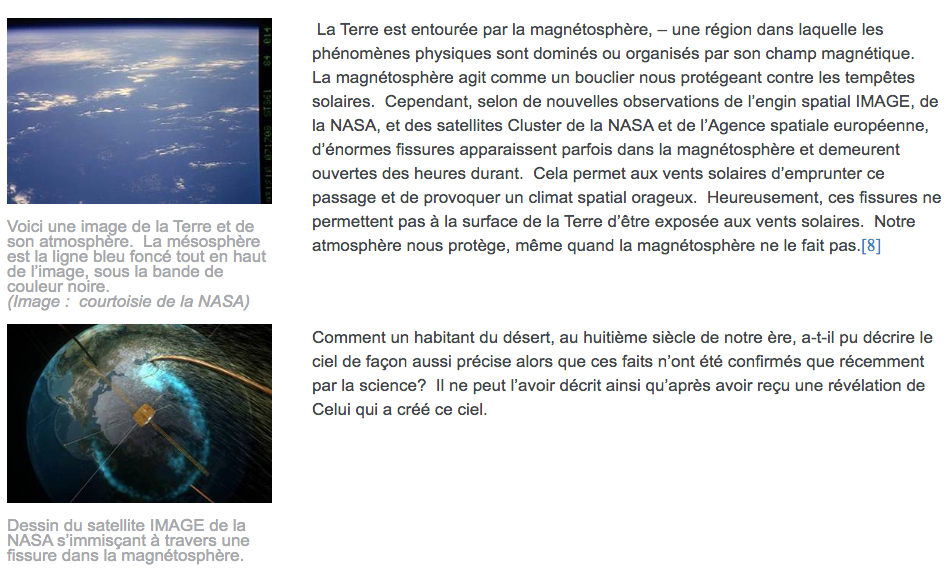 La Terre est entourée par la magnétosphère, – une région dans laquelle les
phénomènes physiques sont dominés ou organisés par son champ magnétique.
La magnétosphère agit comme un bouclier nous protégeant contre les tempêtes
solaires.  Cependant, selon de nouvelles observations de l’engin spatial IMAGE, de
la NASA, et des satellites Cluster de la NASA et de l’Agence spatiale européenne,
d’énormes fissures apparaissent parfois dans la magnétosphère et demeurent
ouvertes des heures durant.  Cela permet aux vents solaires d’emprunter ce
passage et de provoquer un climat spatial orageux.  Heureusement, ces fissures ne
permettent pas à la surface de la Terre d’être exposée aux vents solaires.  Notre
atmosphère nous protège, même quand la magnétosphère ne le fait pas.[8]
Voici une image de la Terre et de
son atmosphère.  La mésosphère
est la ligne bleu foncé tout en haut
de l’image, sous la bande de
couleur noire.
(Image :  courtoisie de la NASA)
Comment un habitant du désert, au huitième siècle de notre ère, a-t-il pu décrire le
ciel de façon aussi précise alors que ces faits n’ont été confirmés que récemment
par la science?  Il ne peut l’avoir décrit ainsi qu’après avoir reçu une révélation de
Celui qui a créé ce ciel.
Dessin du satellite IMAGE de la
NASA s’immisçant à travers une
fissure dans la magnétosphère.